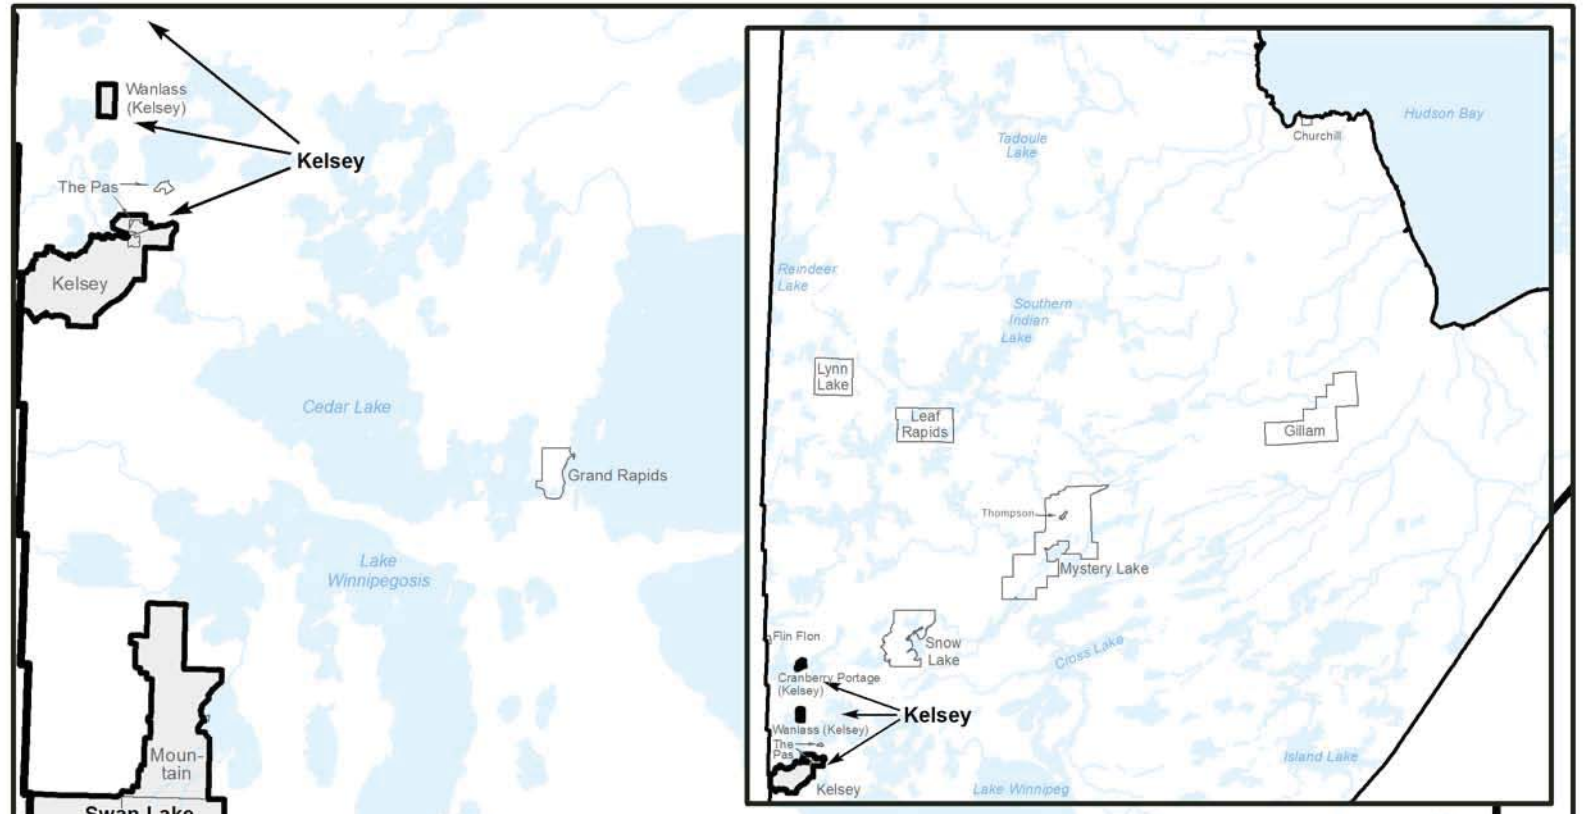 Wanlass
(Kelsey)
Kelsey
The Pas
Kelsey
Cedar Lake
Grand Rapids
Lake
Winnipegosis
Moun-
tain
Swan Lake
Hudson Bay
Churchill
Tadoule
Lake
Reindeer
Lake
Southern
Indian
Lake
Lynn
Lake
Leaf
Rapids
Gillam
Thompson
Mystery Lake
Flin Flon
Snow
Lake
Cross Lake
Cranberry Portage
(Kelsey)
Kelsey
Wanlass (Kelsey)
The
Pas
Island Lake
Kelsey
Lake Winnipeg